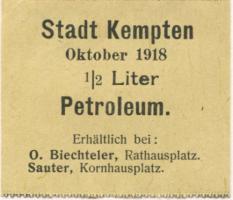 Stadt Kempten
Oktober 1918
1/2 Liter
Petroleum.
Erhältlich bei:
O. Biechteler, Rathausplatz.
Sauter, Kornhausplatz.